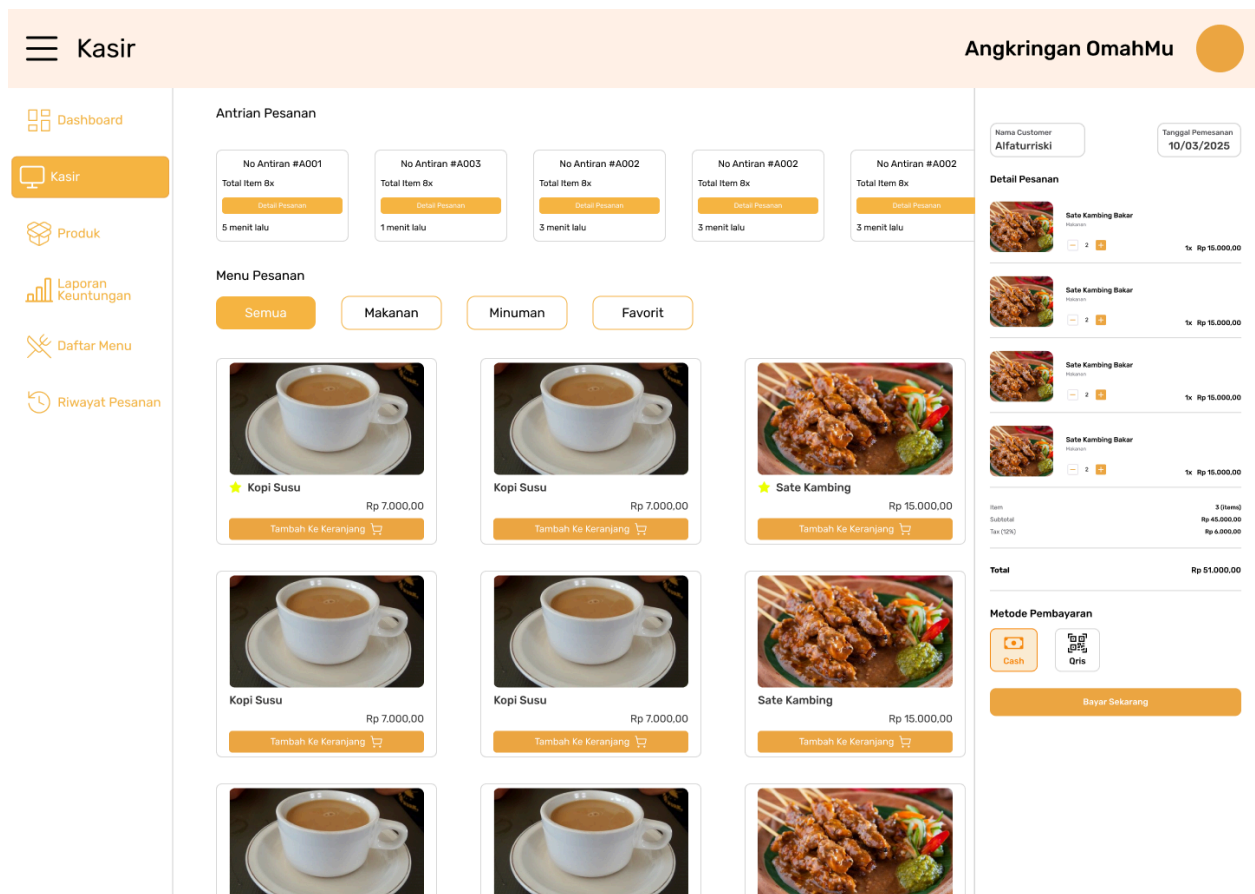 Kasir
Angkringan OmahMu
Dashboard
Kasir
Produk
Laporan
Keuntungan
Daftar Menu
Riwayat Pesanan
Antrian Pesanan
No Antiran #A001
Total Item 8x
Detail Pesanan
5 menit lalu
No Antiran #A003
Total Item 8x
Detail Pesanan
1 menit lalu
No Antiran #A002
Total Item 8x
Detail Pesanan
3 menit lalu
No Antiran #A002
Total Item 8x
Detail Pesanan
3 menit lalu
No Antiran #A002
Total Item 8x
Detail Pesanan
3 menit lalu
Menu Pesanan
Semua
Makanan
Minuman
Favorit
Kopi Susu
Rp 7.000,00
Tambah Ke Keranjang
Kopi Susu
Rp 7.000,00
Tambah Ke Keranjang
Sate Kambing
Rp 15.000,00
Tambah Ke Keranjang
Kopi Susu
Rp 7.000,00
Tambah Ke Keranjang
Kopi Susu
Rp 7.000,00
Tambah Ke Keranjang
Sate Kambing
Rp 15.000,00
Tambah Ke Keranjang
Nama Customer
Alfaturriski
Tanggal Pemesanan
10/03/2025
Detail Pesanan
Sate Kambing Bakar
Makanan
2
1x Rp 15.000,00
Sate Kambing Bakar
Makanan
2
1x Rp 15.000,00
Sate Kambing Bakar
Makanan
2
1x Rp 15.000,00
Sate Kambing Bakar
Makanan
2
1x Rp 15.000,00
Item 3 (items)
Subtotal Rp 45.000,00
Tax (12%) Rp 6.000,00
Total Rp 51.000,00
Metode Pembayaran
Cash
Qris
Bayar Sekarang